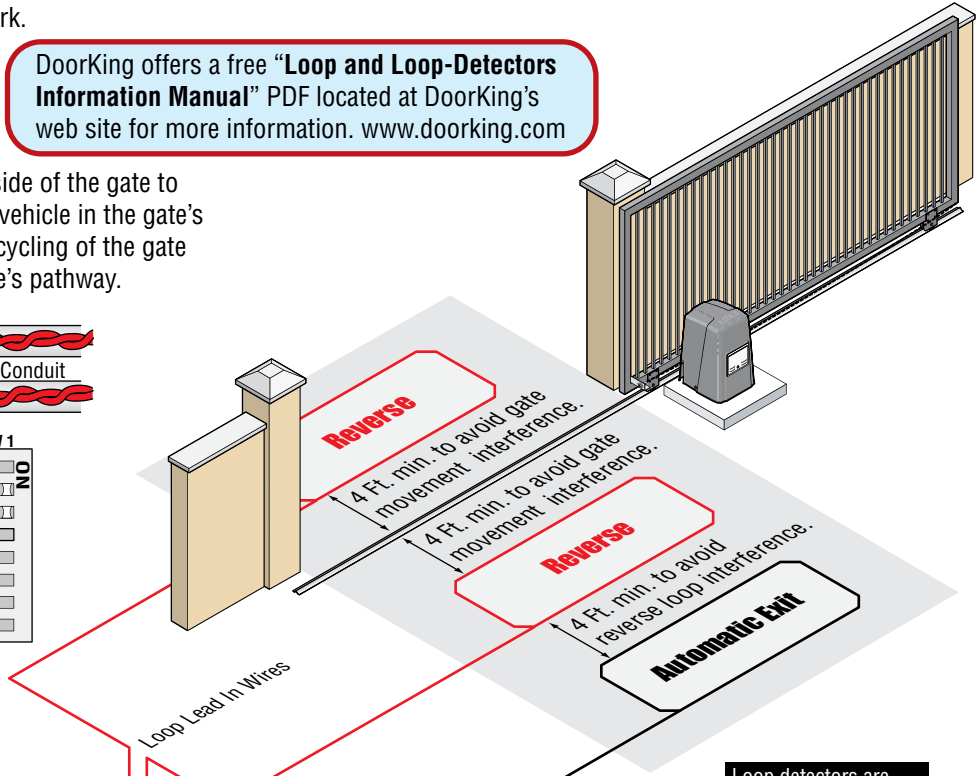 rk.
DoorKing offers a free “Loop and Loop-Detectors
Information Manual” PDF located at DoorKing’s
web site for more information. www.doorking.com
side of the gate to
vehicle in the gate’s
cycling of the gate
e’s pathway.
Conduit
1
ON
Reverse
4 Ft. min. to avoid gate
movement interference.
4 Ft. min. to avoid gate
movement interference.
Reverse
4 Ft. min. to avoid
reverse loop interference.
Automatic Exit
Loop Lead In Wires
Loop detectors are